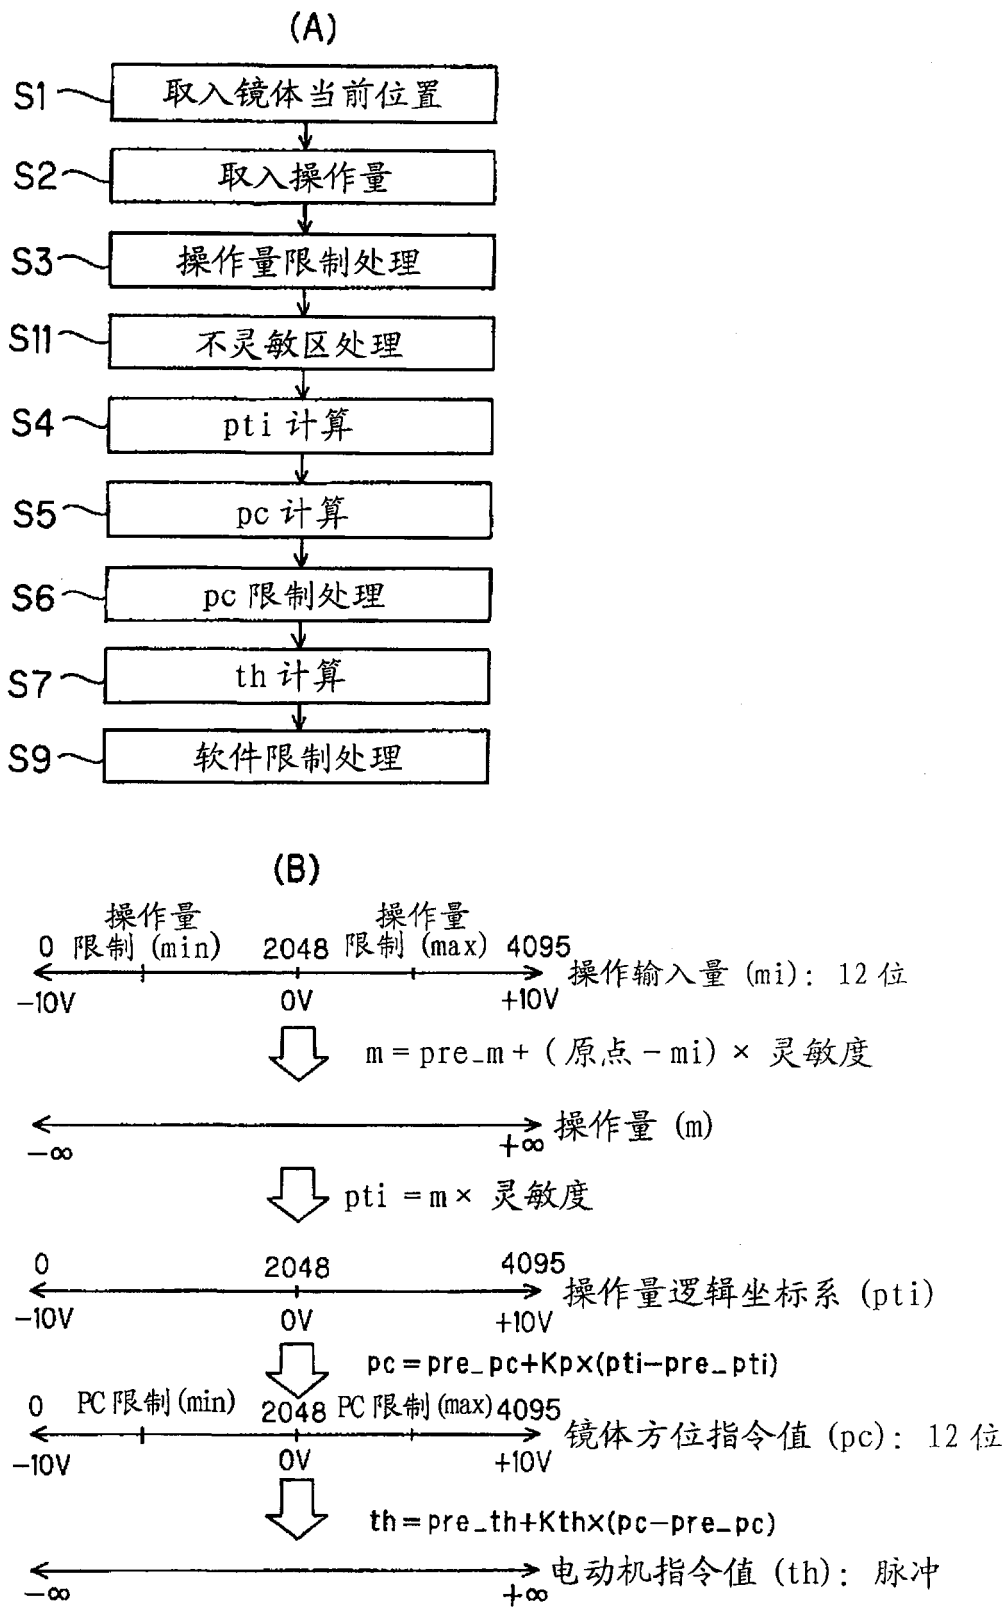 (A)
S1 取入镜体当前位置
S2 取入操作量
S3 操作量限制处理
S11 不灵敏区处理
S4 pti 计算
S5 pc 计算
S6 pc 限制处理
S7 th 计算
S9 软件限制处理
(B)
操作量 操作量
0 限制 (min) 2048 限制 (max) 4095
操作输入量 (mi): 12 位
-10V 0V +10V
m = pre_m + ( 原点 - mi) × 灵敏度
操作量 (m)
-∞ +∞
pti = m × 灵敏度
0 2048 4095
操作量逻辑坐标系 (pti)
-10V 0V +10V
pc=pre_pc+Kp×(pti-pre_pti)
0 PC 限制 (min) 2048 PC 限制 (max) 4095
镜体方位指令值 (pc): 12 位
-10V 0V +10V
th=pre_th+Kth×(pc-pre_pc)
电动机指令值 (th): 脉冲
-∞ +∞